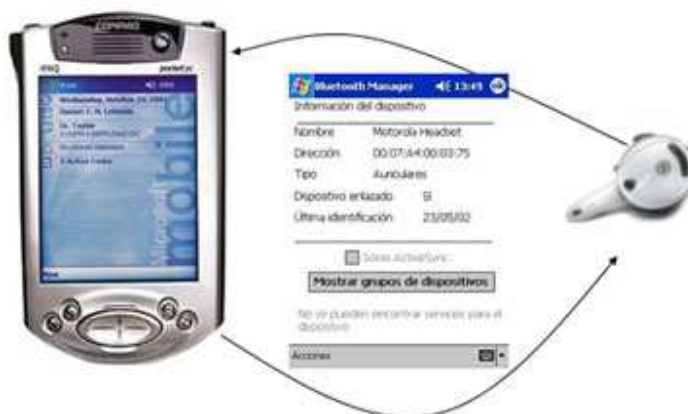 COMPAQ
iPAQ
pocket pc
Bluetooth Manager 13:49 ok
Información del dispositivo
Nombre Motorola Headset
Dirección 00:07:A4:00:03:75
Tipo Auriculares
Dispositivo enlazado Sí
Última identificación 23/05/02
Sólo ActiveSync
Mostrar grupos de dispositivos
No se pueden encontrar servicios para el
dispositivo
Acciones
Microsoft
mobile